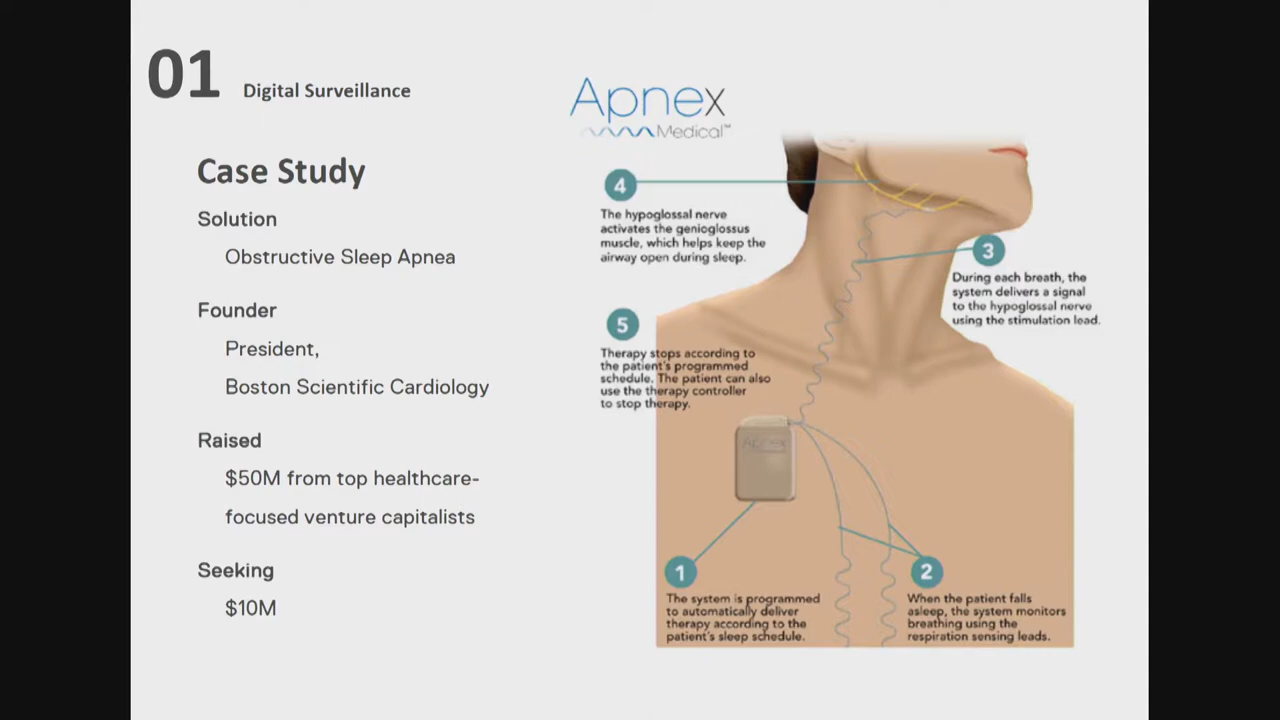 01 Digital Surveillance
Apnex
Medical™
Case Study
Solution
Obstructive Sleep Apnea
Founder
President,
Boston Scientific Cardiology
Raised
$50M from top healthcare-
focused venture capitalists
Seeking
$10M
4
The hypoglossal nerve
activates the genioglossus
muscle, which helps keep the
airway open during sleep.
3
During each breath, the
system delivers a signal
to the hypoglossal nerve
using the stimulation lead.
5
Therapy stops according to
the patient's programmed
schedule. The patient can also
use the therapy controller
to stop therapy.
Apnex
1
The system is programmed
to automatically deliver
therapy according to the
patient's sleep schedule.
2
When the patient falls
asleep, the system monitors
breathing using the
respiration sensing leads.